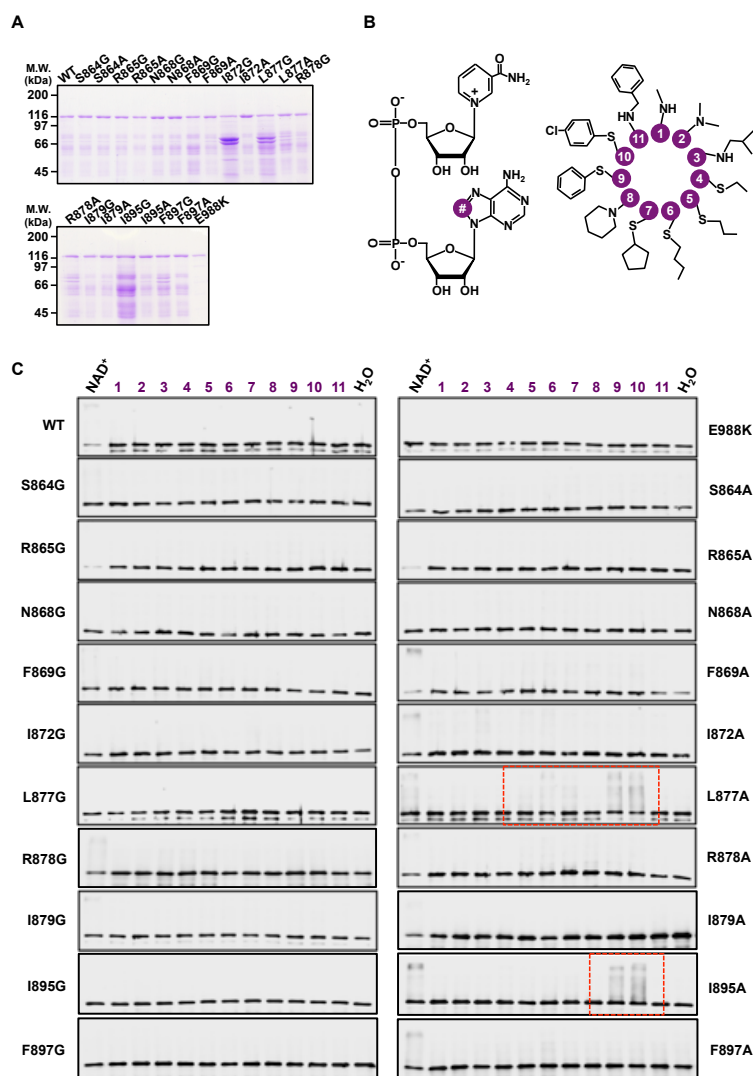 A
M.W.
(kDa)
WT S864G S864A R865G R865A N868G N868A F869G F869A I872G I872A L877G L877A R878G
200
116
97
66
45
M.W.
(kDa)
R878A I879G I879A I895G I895A F897G F897A E988K
200
116
97
66
45
B
O NH₂
N +
O⁻ O=P O O
OH OH
O
NH₂
# N N N N
O=P O O
O⁻
OH OH
HN NH N HN S S S S N S S Cl
1 2 3 4 5 6 7 8 9 10 11
C
NAD⁺ 1 2 3 4 5 6 7 8 9 10 11 H₂O
NAD⁺ 1 2 3 4 5 6 7 8 9 10 11 H₂O
WT E988K
S864G S864A
R865G R865A
N868G N868A
F869G F869A
I872G I872A
L877G L877A
R878G R878A
I879G I879A
I895G I895A
F897G F897A